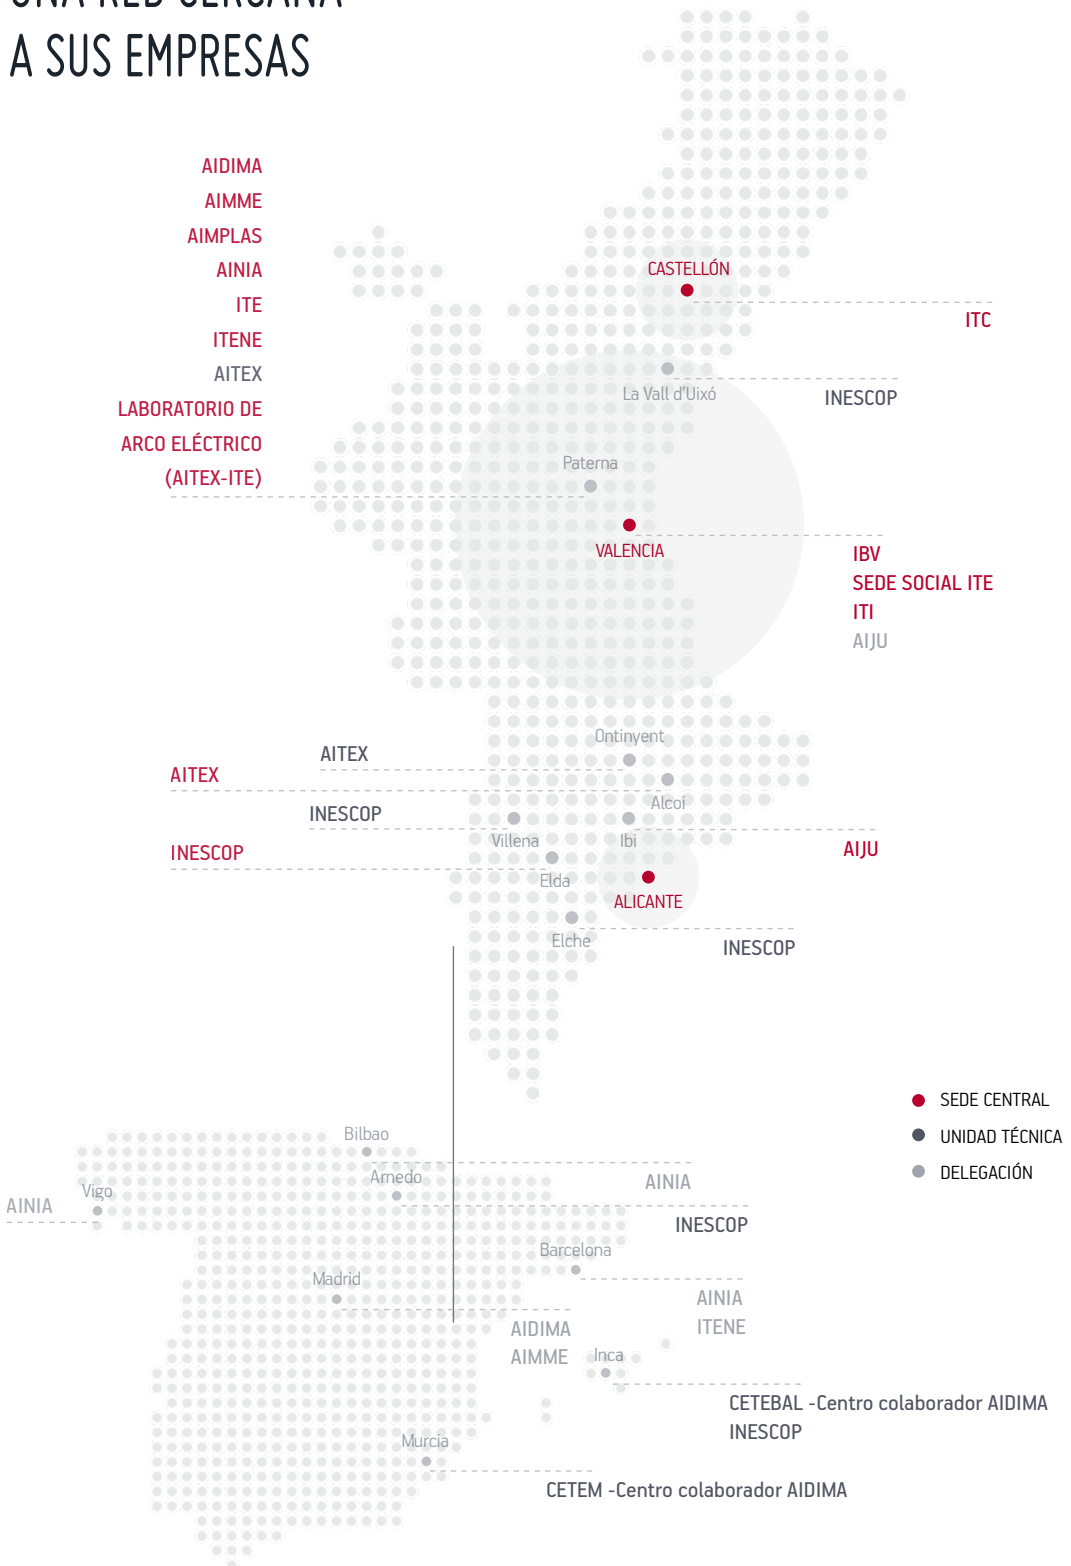 UNA RED CERCANA
A SUS EMPRESAS
AIDIMA
AIMME
AIMPLAS
AINIA
ITE
ITENE
AITEX
LABORATORIO DE
ARCO ELÉCTRICO
(AITEX-ITE)
CASTELLÓN
ITC
La Vall d'Uixó
INESCOP
Paterna
VALENCIA
IBV
SEDE SOCIAL ITE
ITI
AIJU
Ontinyent
AITEX
AITEX
Alcoi
INESCOP
Villena
Ibi
AIJU
INESCOP
Elda
ALICANTE
Elche
INESCOP
SEDE CENTRAL
UNIDAD TÉCNICA
DELEGACIÓN
Bilbao
AINIA
Arnedo
INESCOP
Vigo
AINIA
Barcelona
AINIA
ITENE
Madrid
AIDIMA
AIMME
Inca
CETEBAL -Centro colaborador AIDIMA
INESCOP
Murcia
CETEM -Centro colaborador AIDIMA